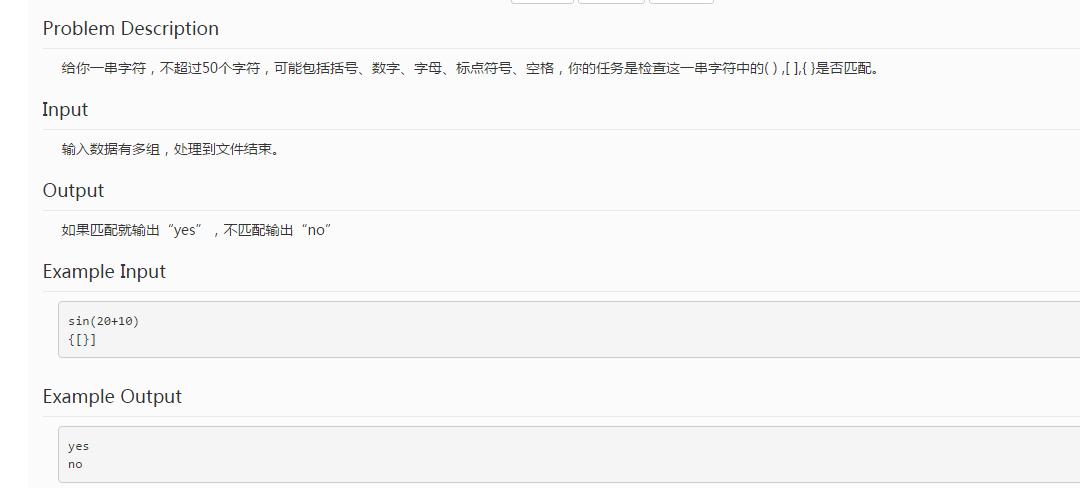 Problem Description
给你一串字符，不超过50个字符，可能包括括号、数字、字母、标点符号、空格，你的任务是检查这一串字符中的( ) ,[ ],{ }是否匹配。
Input
输入数据有多组，处理到文件结束。
Output
如果匹配就输出“yes” ，不匹配输出“no”
Example Input
sin(20+10)
{[}]
Example Output
yes
no